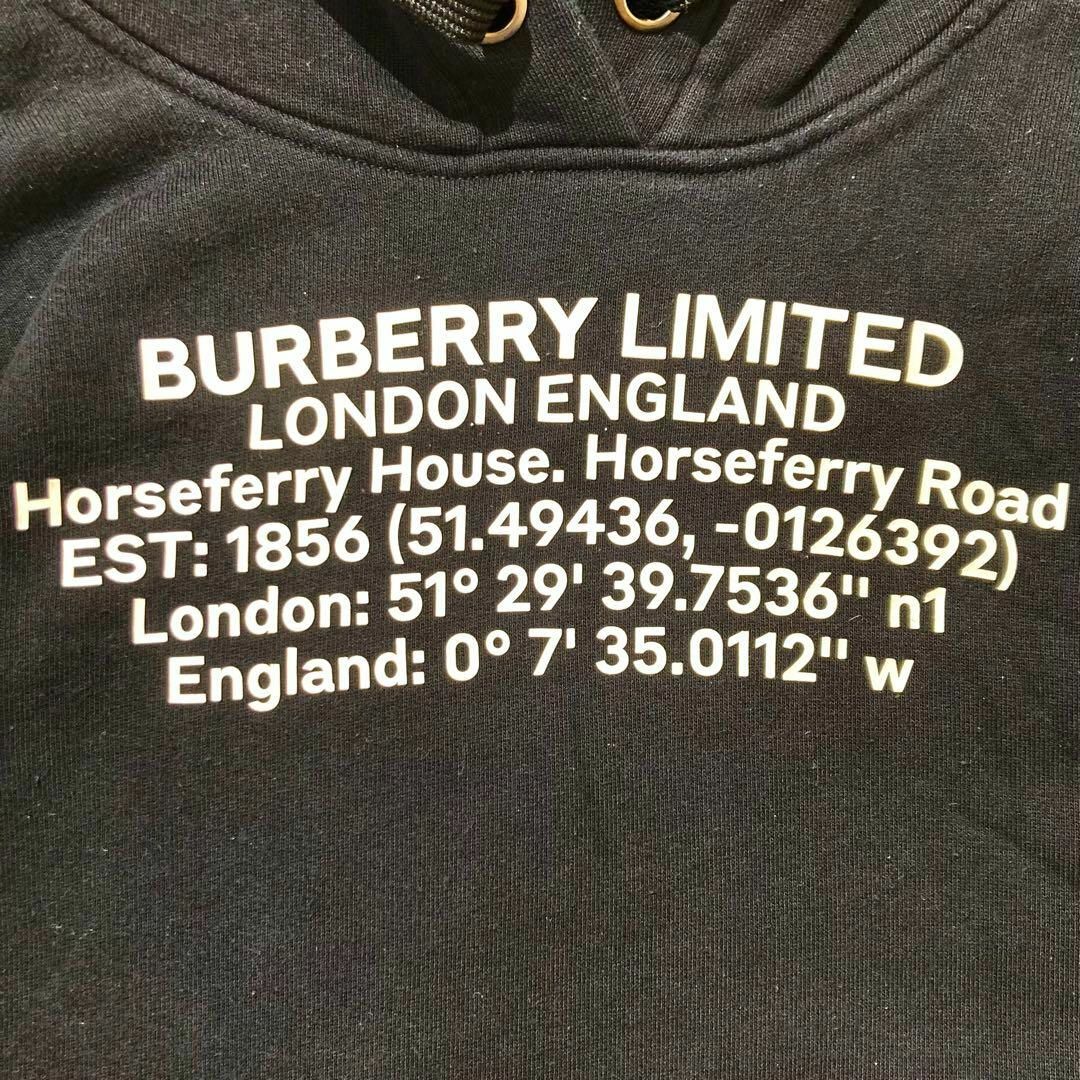 BURBERRY LIMITED
LONDON ENGLAND
Horseferry House. Horseferry Road
EST: 1856 (51.49436, -0126392)
London: 51° 29' 39.7536" n1
England: 0° 7' 35.0112" w